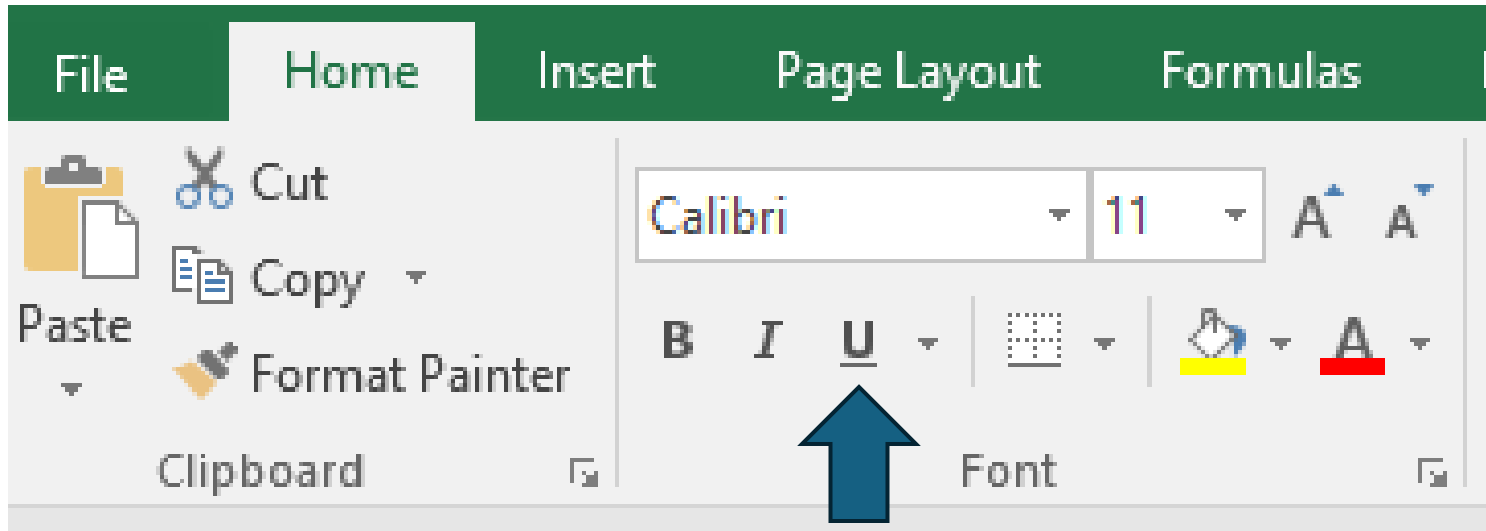 File Home Insert Page Layout Formulas
Cut
Calibri 11 A A
Copy
Paste
B I U A
Format Painter
Clipboard Font